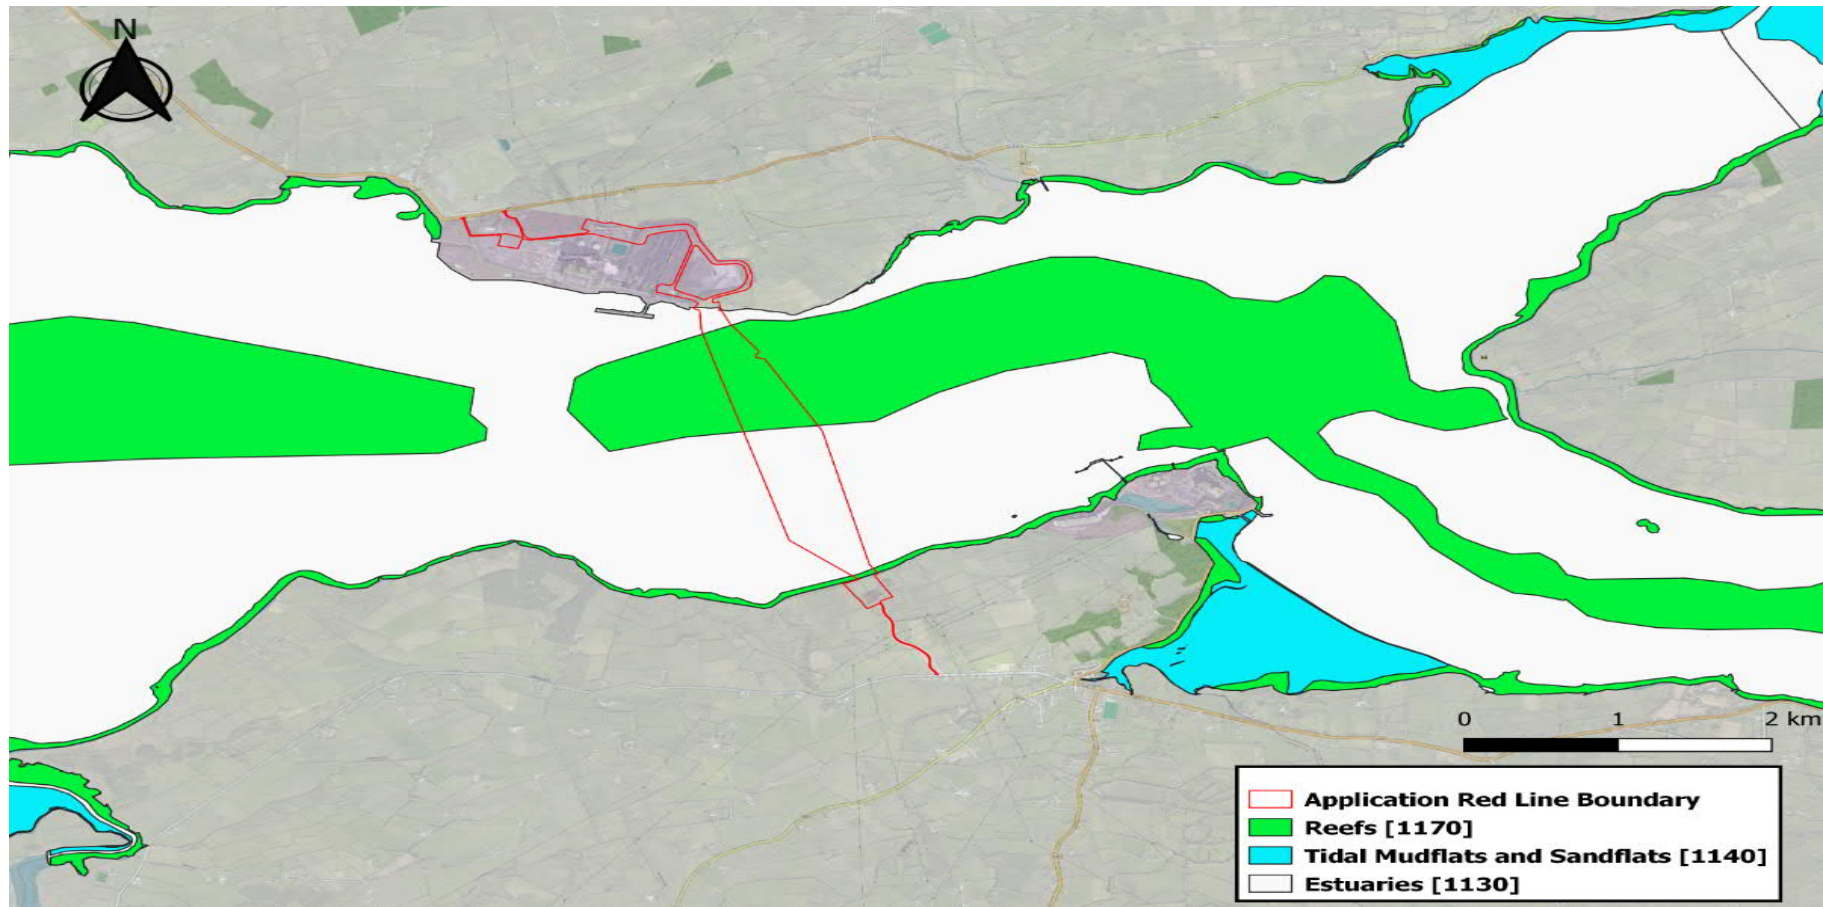 N
0 1 2 km
Application Red Line Boundary
Reefs [1170]
Tidal Mudflats and Sandflats [1140]
Estuaries [1130]